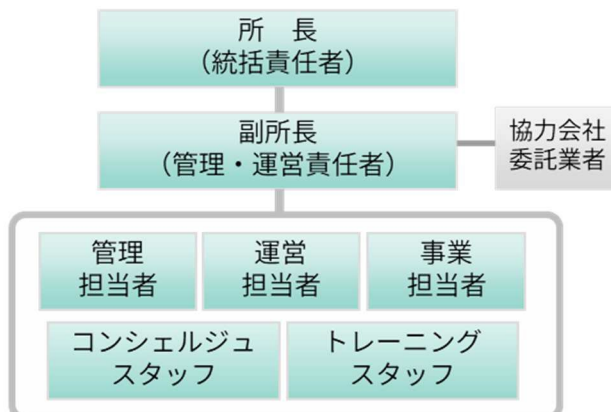 所　長
（統括責任者）
副所長
（管理・運営責任者）
協力会社
委託業者
管理
担当者
運営
担当者
事業
担当者
コンシェルジュ
スタッフ
トレーニング
スタッフ